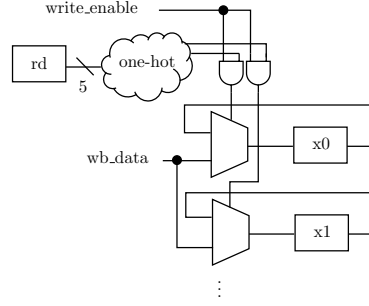 write_enable
rd
one-hot
5
x0
wb_data
x1
⋮